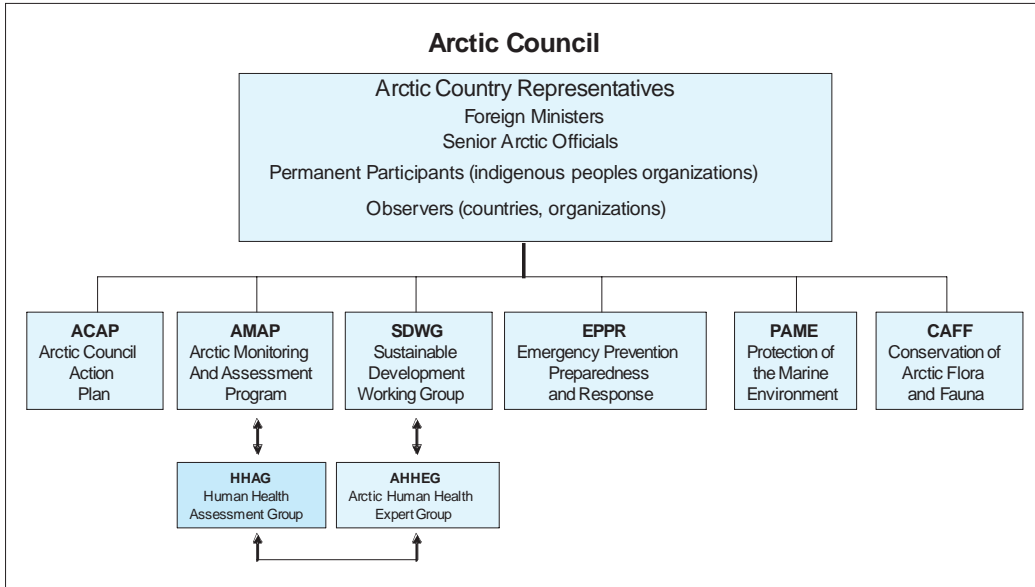 Arctic Council
Arctic Country Representatives
Foreign Ministers
Senior Arctic Officials
Permanent Participants (indigenous peoples organizations)
Observers (countries, organizations)
ACAP
Arctic Council
Action
Plan
AMAP
Arctic Monitoring
And Assessment
Program
SDWG
Sustainable
Development
Working Group
EPPR
Emergency Prevention
Preparedness
and Response
PAME
Protection of
the Marine
Environment
CAFF
Conservation of
Arctic Flora
and Fauna
HHAG
Human Health
Assessment Group
AHHEG
Arctic Human Health
Expert Group